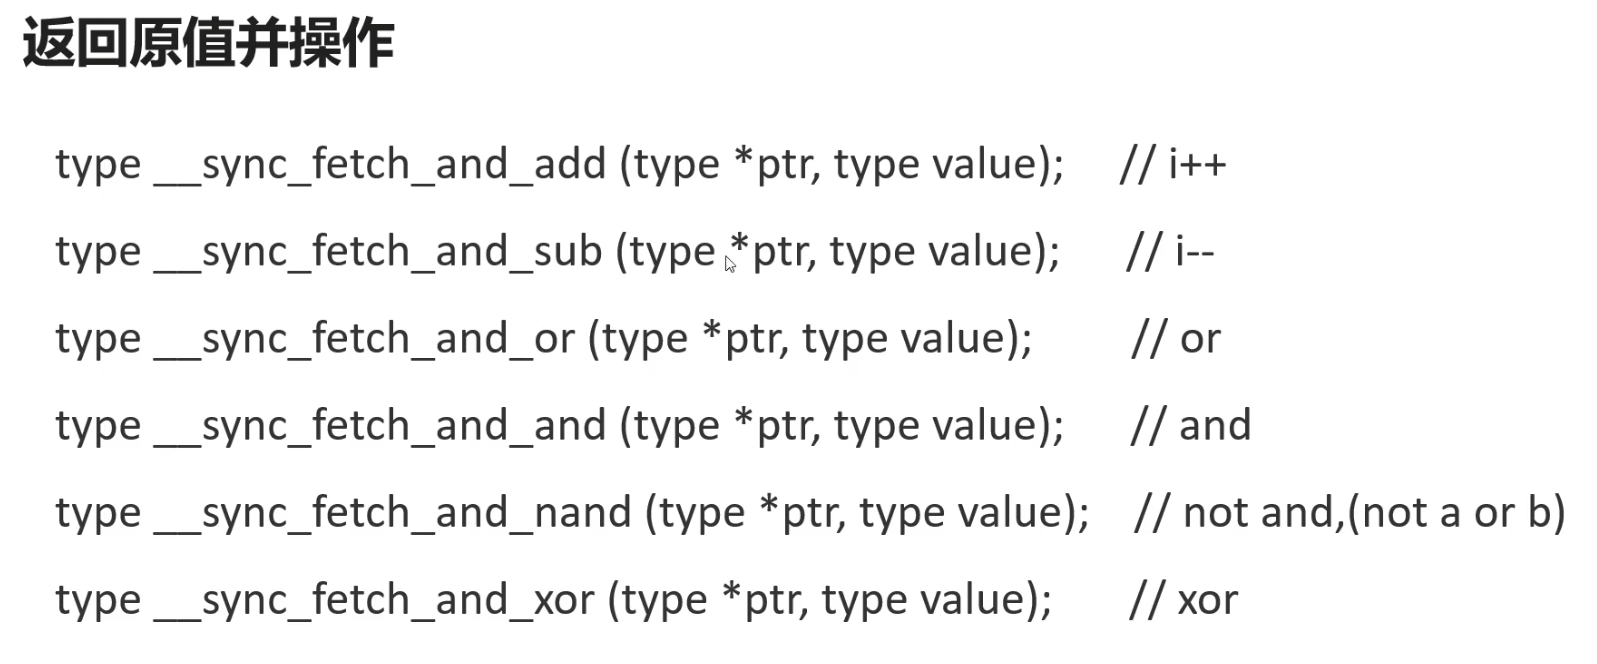 返回原值并操作
type __sync_fetch_and_add (type *ptr, type value); // i++
type __sync_fetch_and_sub (type *ptr, type value); // i--
type __sync_fetch_and_or (type *ptr, type value); // or
type __sync_fetch_and_and (type *ptr, type value); // and
type __sync_fetch_and_nand (type *ptr, type value); // not and,(not a or b)
type __sync_fetch_and_xor (type *ptr, type value); // xor